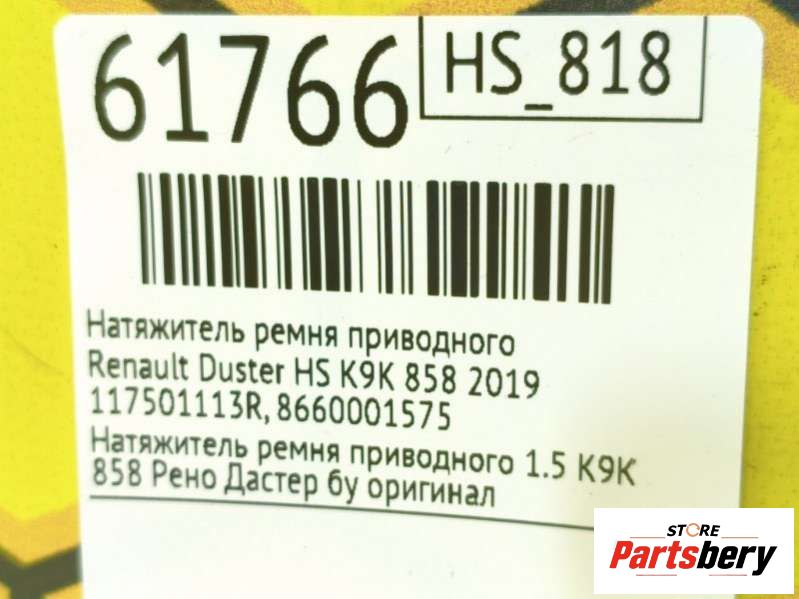 61766
HS_818
Натяжитель ремня приводного
Renault Duster HS K9K 858 2019
117501113R, 8660001575
Натяжитель ремня приводного 1.5 K9K
858 Рено Дастер бу оригинал
STORE
Partsbery